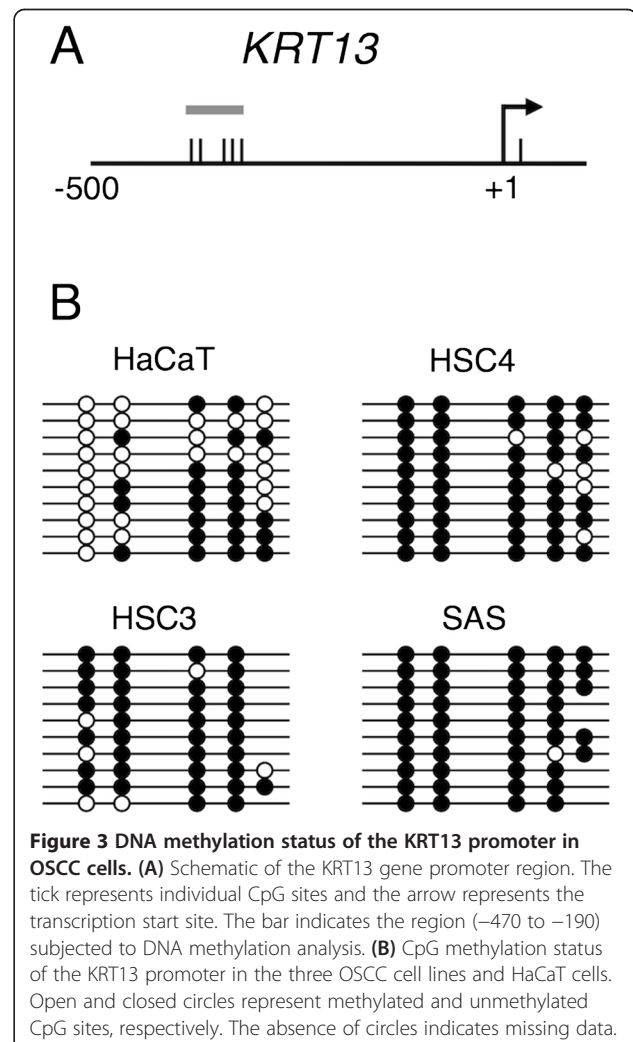 A
KRT13
-500
+1
B
HaCaT
HSC4
HSC3
SAS
Figure 3 DNA methylation status of the KRT13 promoter in
OSCC cells. (A) Schematic of the KRT13 gene promoter region. The
tick represents individual CpG sites and the arrow represents the
transcription start site. The bar indicates the region (−470 to −190)
subjected to DNA methylation analysis. (B) CpG methylation status
of the KRT13 promoter in the three OSCC cell lines and HaCaT cells.
Open and closed circles represent methylated and unmethylated
CpG sites, respectively. The absence of circles indicates missing data.